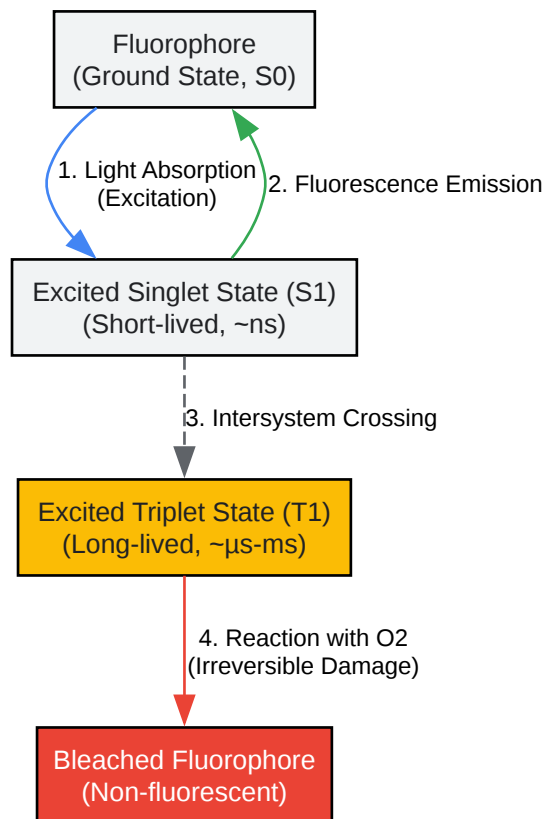 Fluorophore
(Ground State, S0)
1. Light Absorption
(Excitation)
2. Fluorescence Emission
Excited Singlet State (S1)
(Short-lived, ~ns)
3. Intersystem Crossing
Excited Triplet State (T1)
(Long-lived, ~µs-ms)
4. Reaction with O2
(Irreversible Damage)
Bleached Fluorophore
(Non-fluorescent)